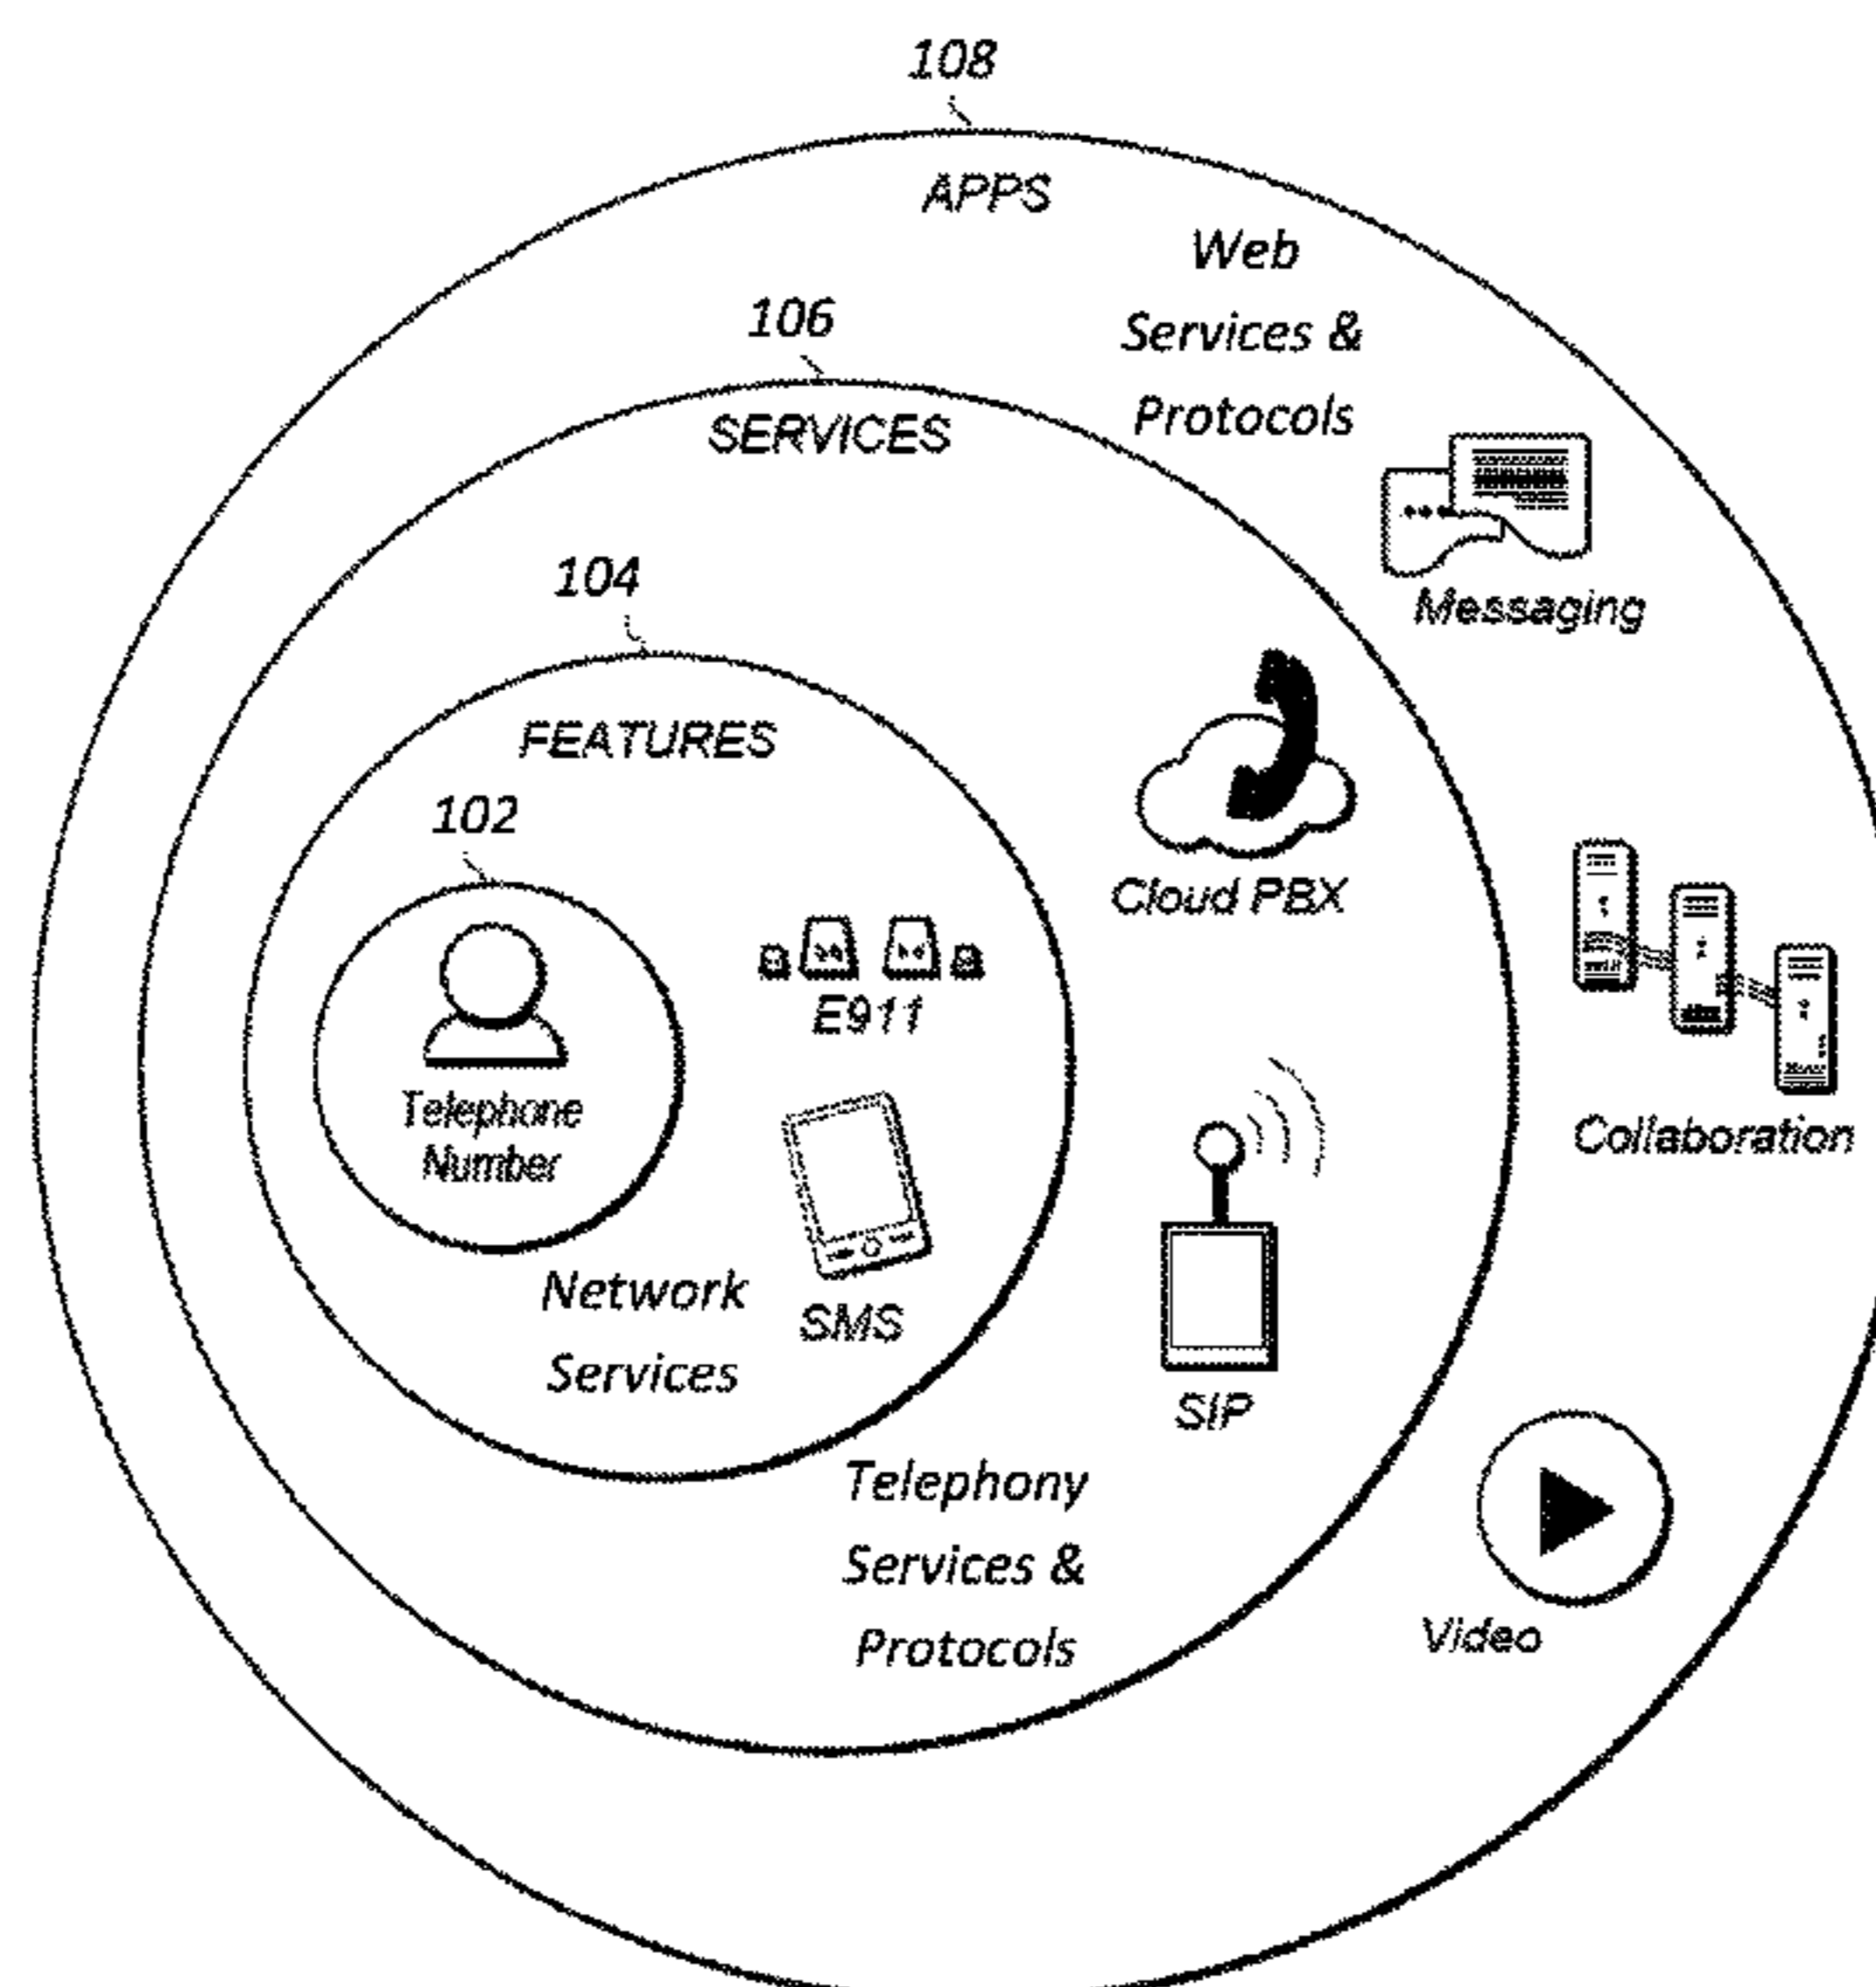 108
APPS
Web
Services &
Protocols
106
SERVICES
Messaging
104
FEATURES
Cloud PBX
102
E911
Telephone
Number
Collaboration
Network
Services
SMS
SIP
Telephony
Services &
Protocols
Video